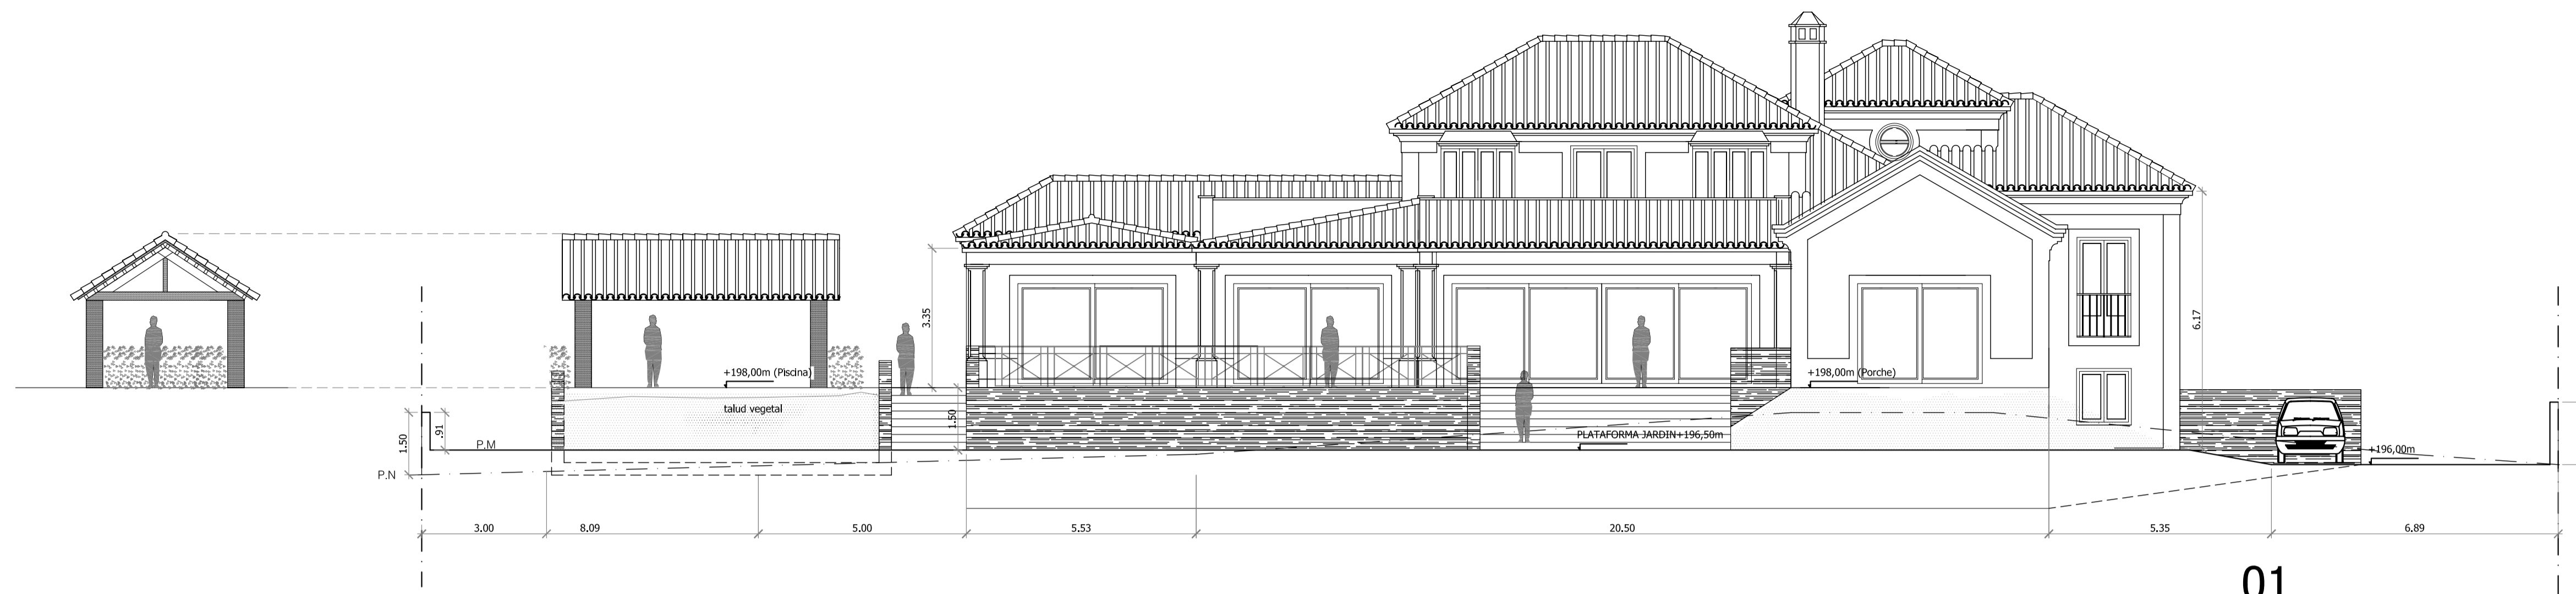 6.17
3.35
+198,00m (Piscina)
+198,00m (Porche)
talud vegetal
1.50
.91
1.50
P.M
PLATAFORMA JARDIN+196,50m
+196,00m
P.N
3.00
8.09
5.00
5.53
20.50
5.35
6.89
01